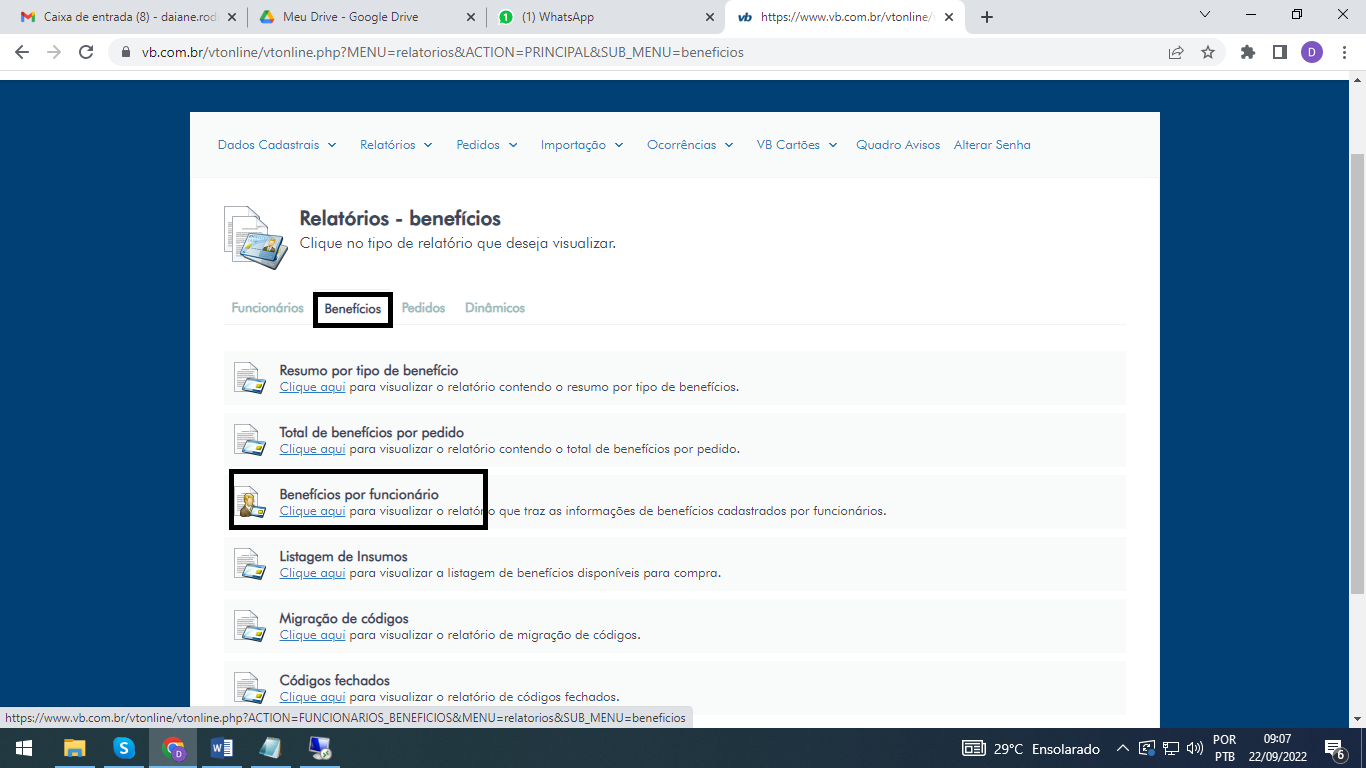 Caixa de entrada (8) - daiane.rod
Meu Drive - Google Drive
(1) WhatsApp
vb https://www.vb.com.br/vtonline/v
vb.com.br/vtonline/vtonline.php?MENU=relatorios&ACTION=PRINCIPAL&SUB_MENU=beneficios
D
Dados Cadastrais Relatórios Pedidos Importação Ocorrências VB Cartões Quadro Avisos Alterar Senha
Relatórios - benefícios
Clique no tipo de relatório que deseja visualizar.
Funcionários Benefícios Pedidos Dinâmicos
Resumo por tipo de benefício
Clique aqui para visualizar o relatório contendo o resumo por tipo de benefícios.
Total de benefícios por pedido
Clique aqui para visualizar o relatório contendo o total de benefícios por pedido.
Benefícios por funcionário
Clique aqui para visualizar o relatório que traz as informações de benefícios cadastrados por funcionários.
Listagem de Insumos
Clique aqui para visualizar a listagem de benefícios disponíveis para compra.
Migração de códigos
Clique aqui para visualizar o relatório de migração de códigos.
Códigos fechados
Clique aqui para visualizar o relatório de códigos fechados.
https://www.vb.com.br/vtonline/vtonline.php?ACTION=FUNCIONARIOS_BENEFICIOS&MENU=relatorios&SUB_MENU=beneficios
29°C Ensolarado
POR
PTB
09:07
22/09/2022
6